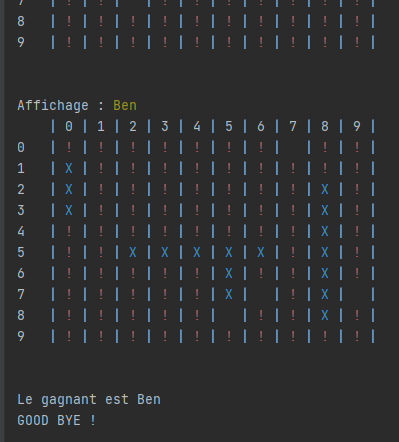 8 | ! | ! | ! | ! | ! | ! | ! | ! | ! | ! |
9 | ! | ! | ! | ! | ! | ! | ! | ! | ! | ! |
Affichage : Ben
| 0 | 1 | 2 | 3 | 4 | 5 | 6 | 7 | 8 | 9 |
0 | ! | ! | ! | ! | ! | ! | ! |   | ! | ! |
1 | X | ! | ! | ! | ! | ! | ! | ! | ! | ! |
2 | X | ! | ! | ! | ! | ! | ! | ! | X | ! |
3 | X | ! | ! | ! | ! | ! | ! | ! | X | ! |
4 | ! | ! | ! | ! | ! | ! | ! | ! | X | ! |
5 | ! | ! | X | X | X | X | X | ! | X | ! |
6 | ! | ! | ! | ! | ! | X | ! | ! | X | ! |
7 | ! | ! | ! | ! | ! | X |   | ! | X |   |
8 | ! | ! | ! | ! | ! |   | ! | ! | X | ! |
9 | ! | ! | ! | ! | ! | ! | ! | ! | ! | ! |
Le gagnant est Ben
GOOD BYE !